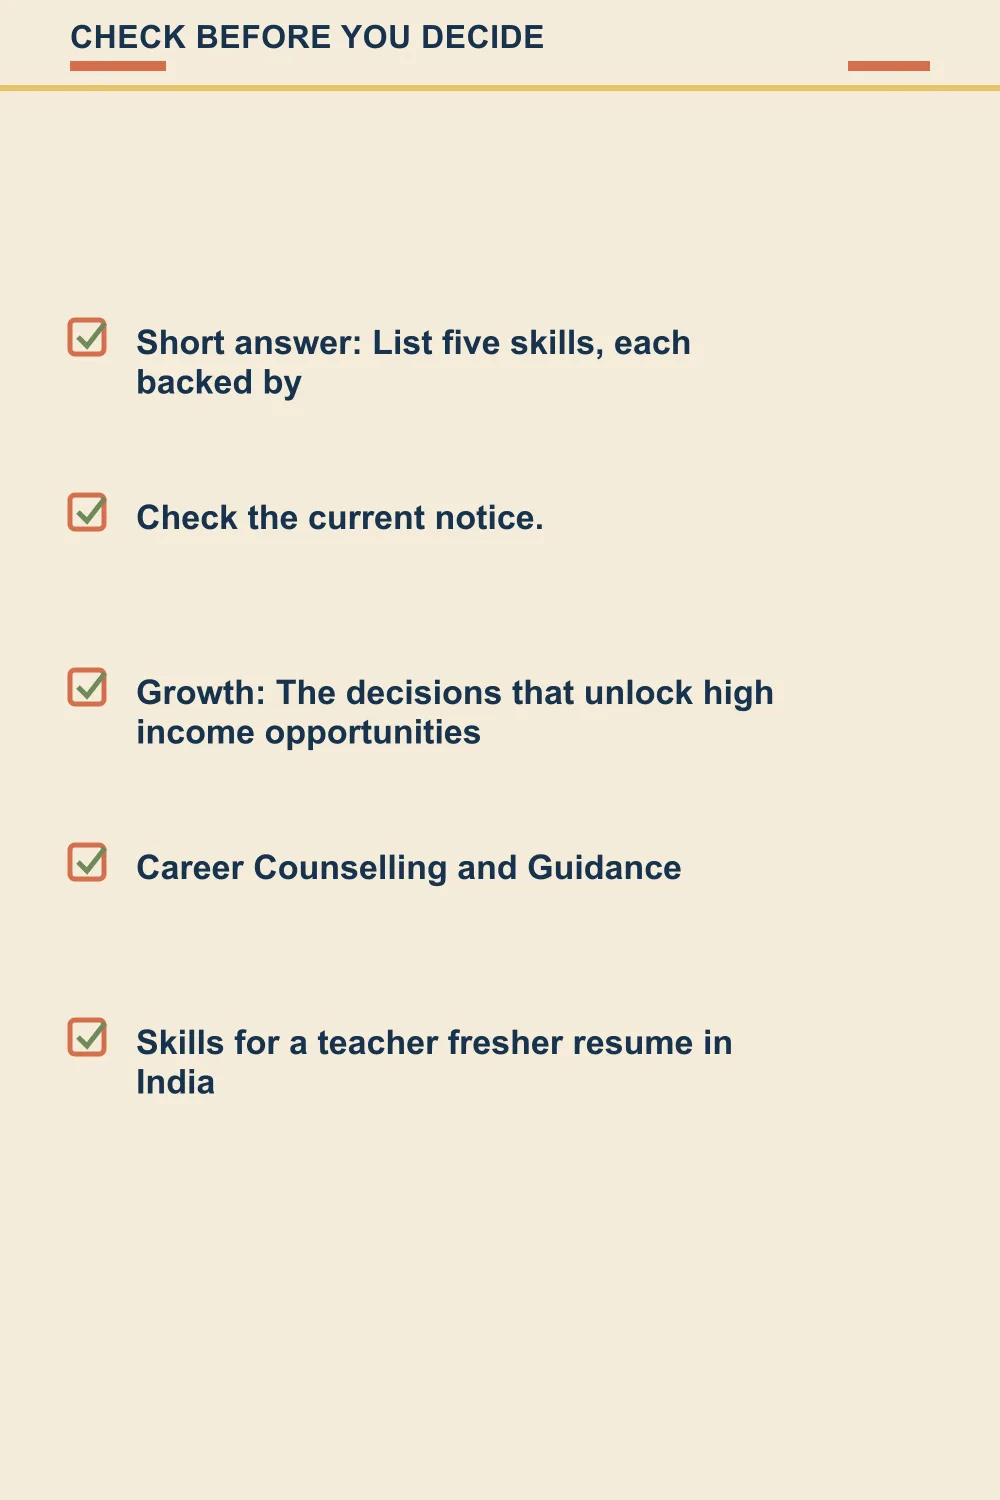 CHECK BEFORE YOU DECIDE
Short answer: List five skills, each
backed by
Check the current notice.
Growth: The decisions that unlock high
income opportunities
Career Counselling and Guidance
Skills for a teacher fresher resume in
India